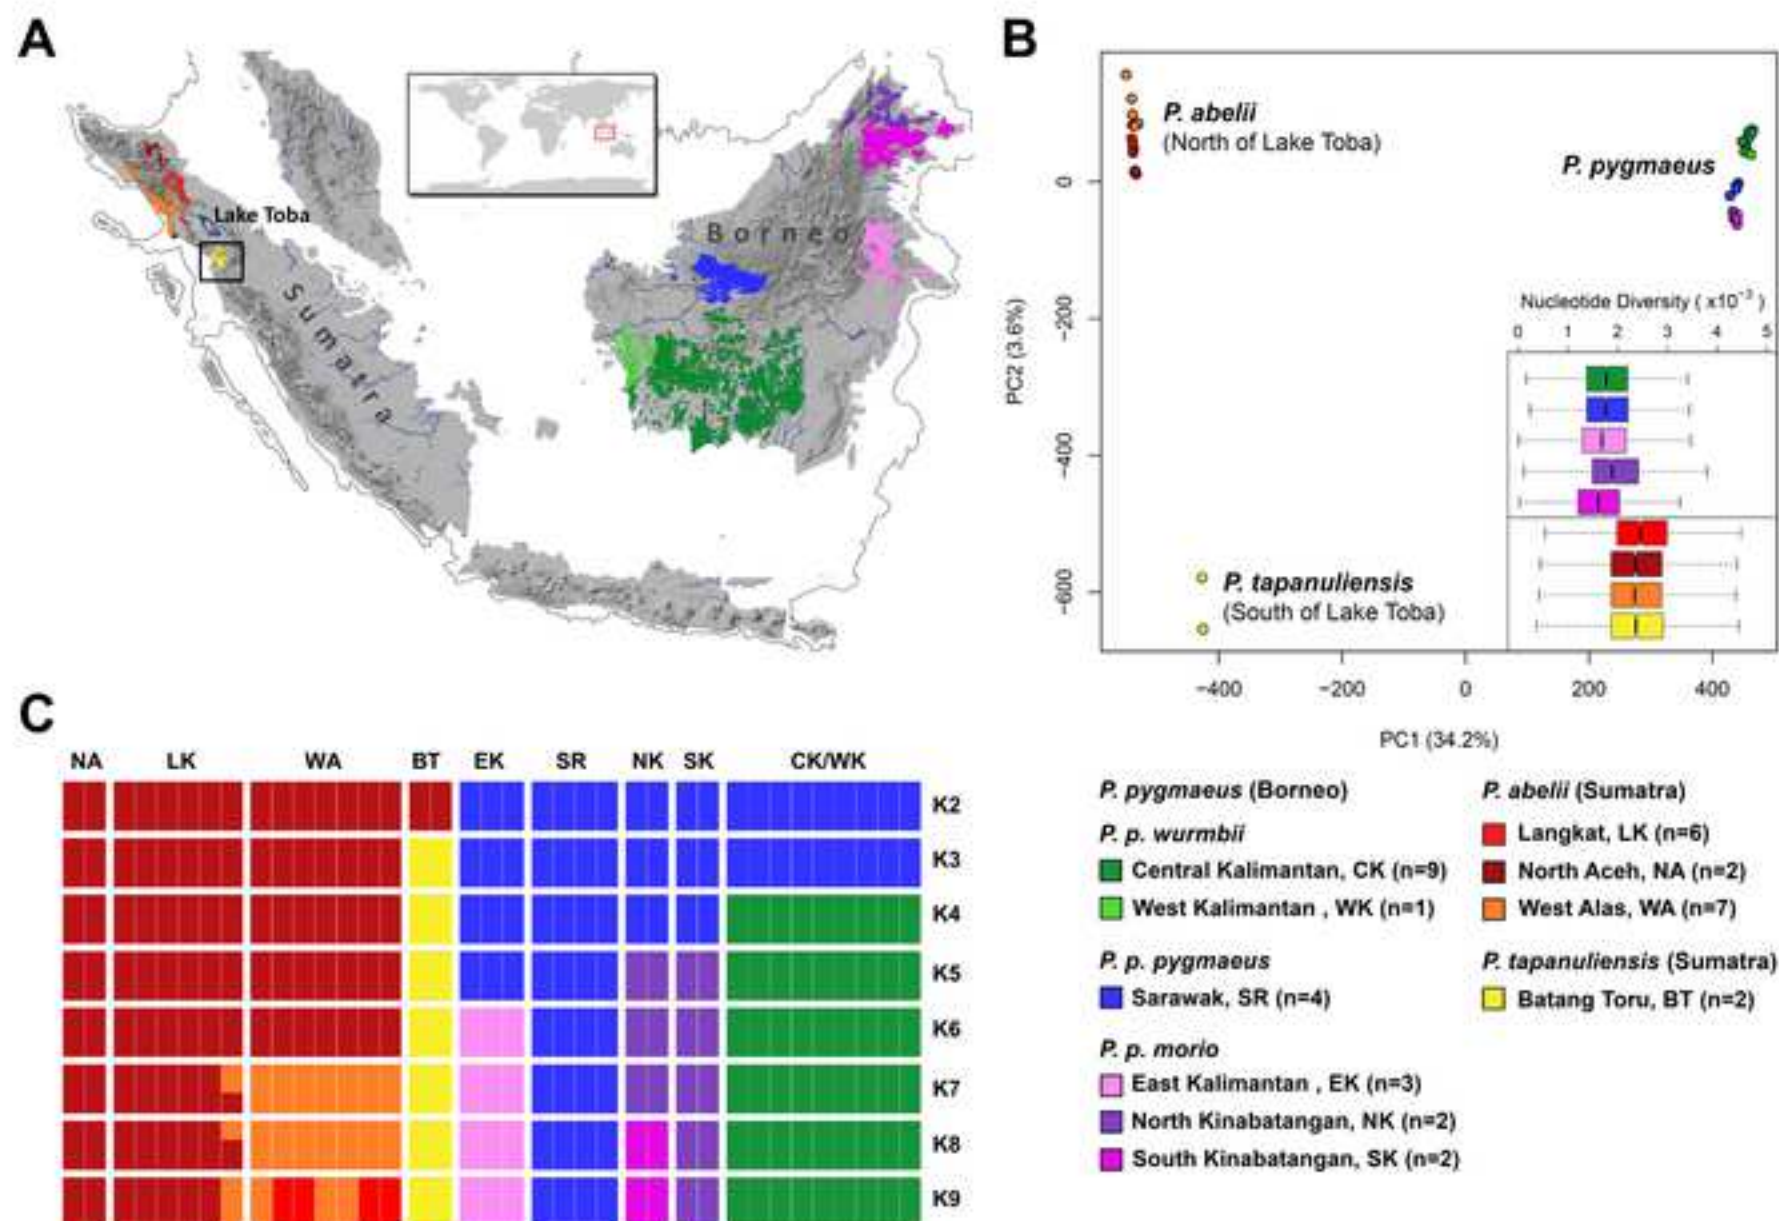 A
Lake Toba
Sumatra
Borneo
B
P. abelii
(North of Lake Toba)
P. pygmaeus
P. tapanuliensis
(South of Lake Toba)
Nucleotide Diversity ( x10⁻³ )
0 1 2 3 4 5
PC2 (3.6%)
0
−200
−400
−600
−400 −200 0 200 400
PC1 (34.2%)
C
NA LK WA BT EK SR NK SK CK/WK
K2
K3
K4
K5
K6
K7
K8
K9
P. pygmaeus (Borneo)
P. p. wurmbii
Central Kalimantan, CK (n=9)
West Kalimantan , WK (n=1)
P. p. pygmaeus
Sarawak, SR (n=4)
P. p. morio
East Kalimantan , EK (n=3)
North Kinabatangan, NK (n=2)
South Kinabatangan, SK (n=2)
P. abelii (Sumatra)
Langkat, LK (n=6)
North Aceh, NA (n=2)
West Alas, WA (n=7)
P. tapanuliensis (Sumatra)
Batang Toru, BT (n=2)